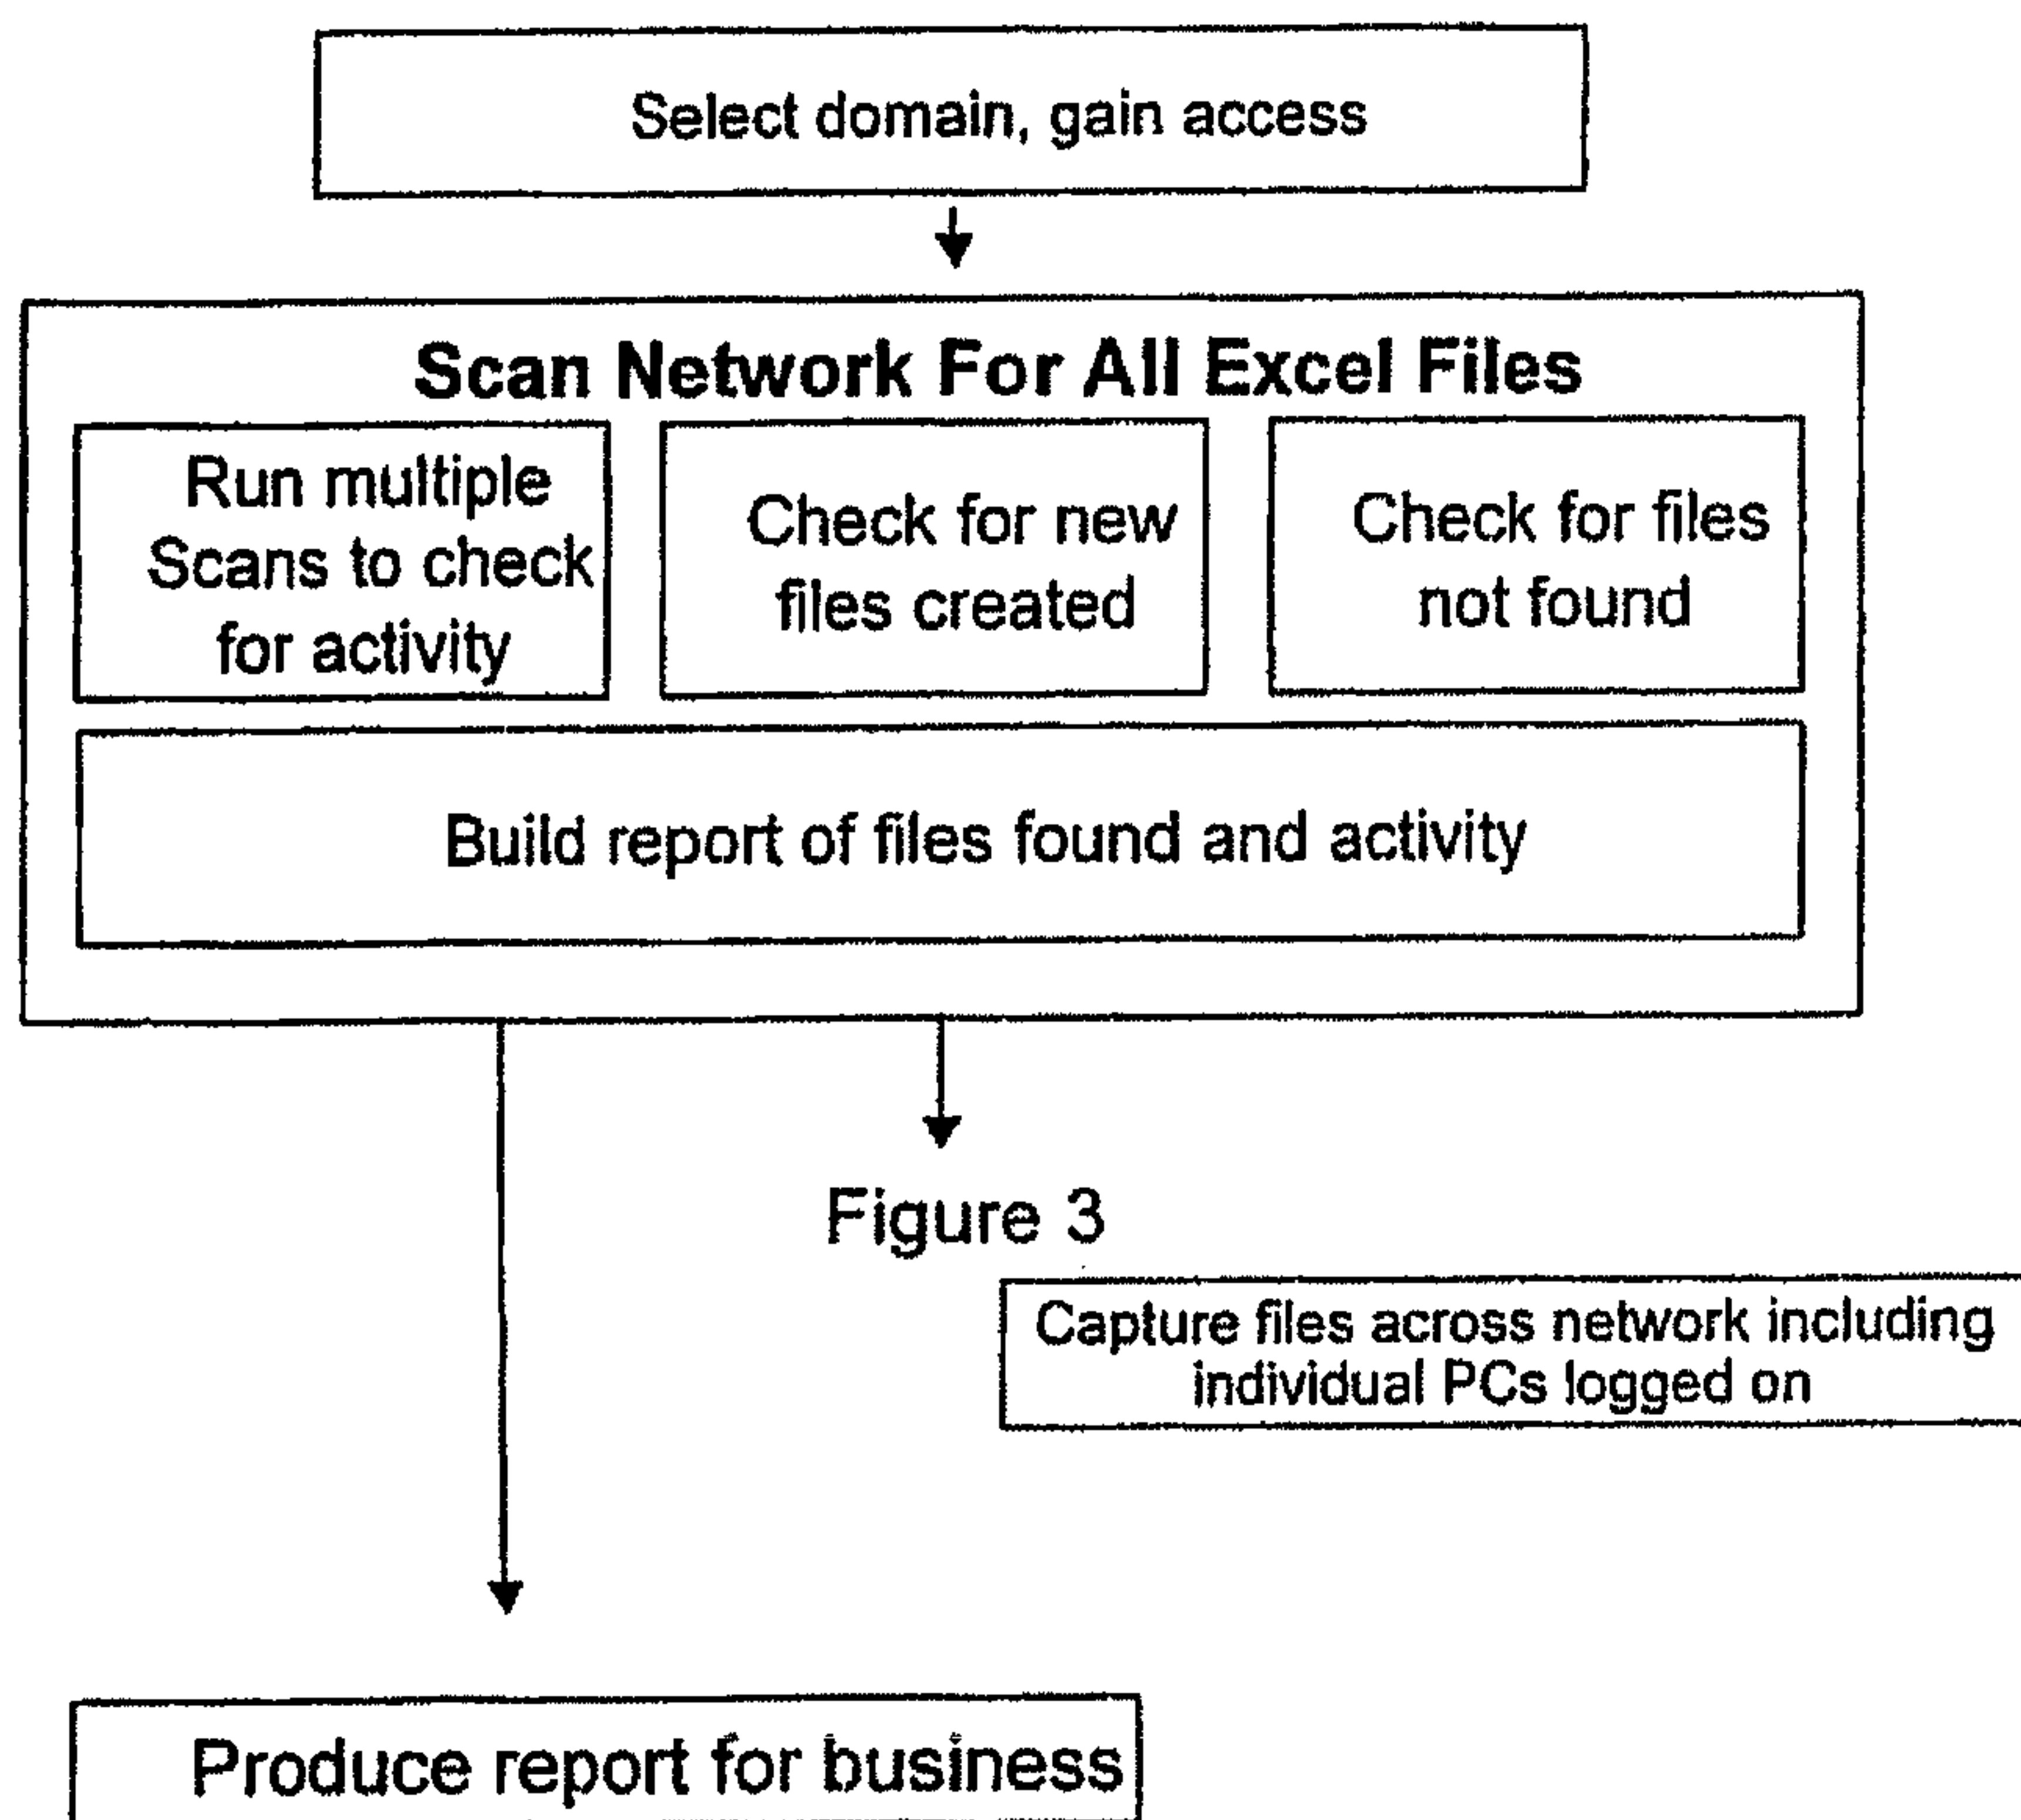 Select domain, gain access
Scan Network For All Excel Files
Run multiple
Scans to check
for activity
Check for new
files created
Check for files
not found
Build report of files found and activity
Figure 3
Capture files across network including
individual PCs logged on
Produce report for business